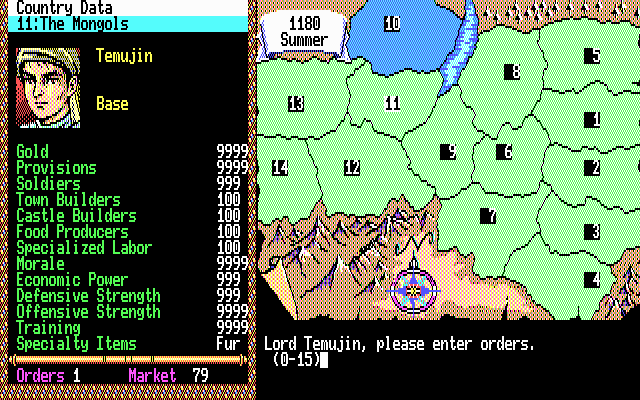 Country Data
11:The Mongols
Temujin
Base
Gold 9999
Provisions 9999
Soldiers 999
Town Builders 100
Castle Builders 100
Food Producers 100
Specialized Labor 100
Morale 9999
Economic Power 999
Defensive Strength 999
Offensive Strength 9999
Training 9999
Specialty Items Fur
Orders 1 Market 79
1180
Summer
10
5
8
13
11
1
9
6
14
12
2
7
3
4
Lord Temujin, please enter orders.
(0-15)